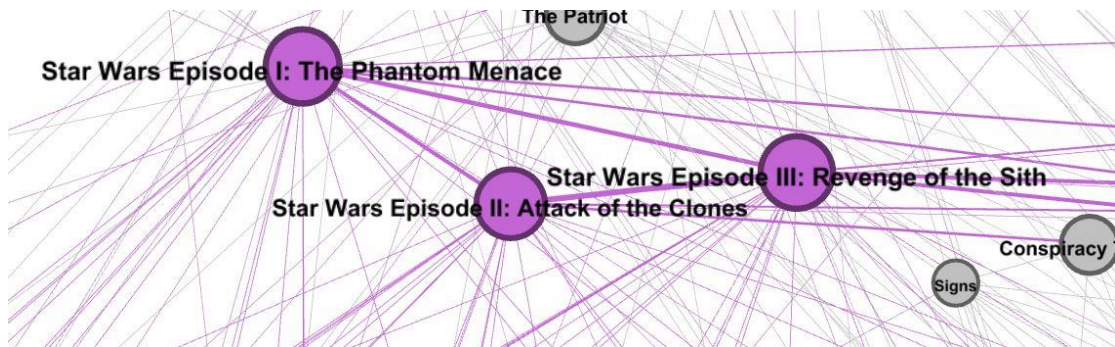 The Patriot
Star Wars Episode I: The Phantom Menace
Star Wars Episode III: Revenge of the Sith
Star Wars Episode II: Attack of the Clones
Conspiracy
Signs